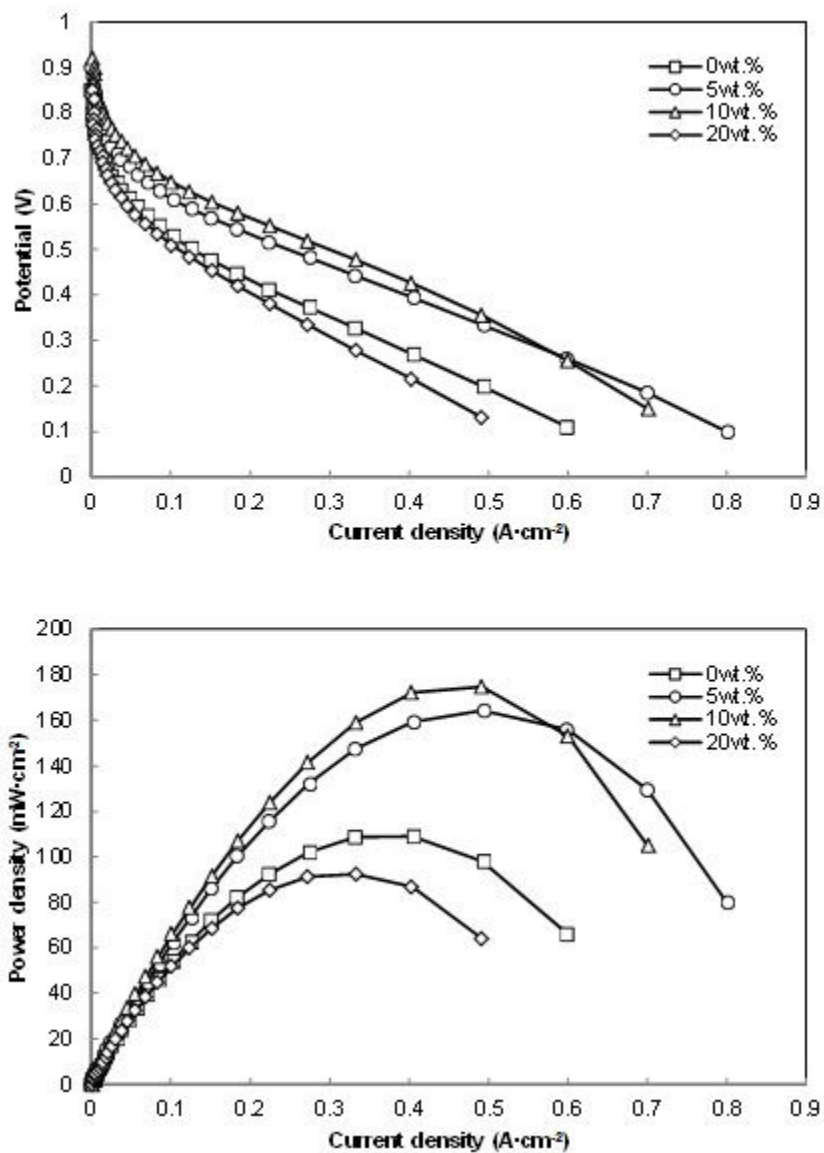 1
0.9
0.8
0.7
0.6
0.5
0.4
0.3
0.2
0.1
0
Potential (V)
0wt.%
5wt.%
10wt.%
20wt.%
0 0.1 0.2 0.3 0.4 0.5 0.6 0.7 0.8 0.9
Current density (A·cm-2)
200
180
160
140
120
100
80
60
40
20
0
Power density (mW·cm-2)
0wt.%
5wt.%
10wt.%
20wt.%
0 0.1 0.2 0.3 0.4 0.5 0.6 0.7 0.8 0.9
Current density (A·cm-2)